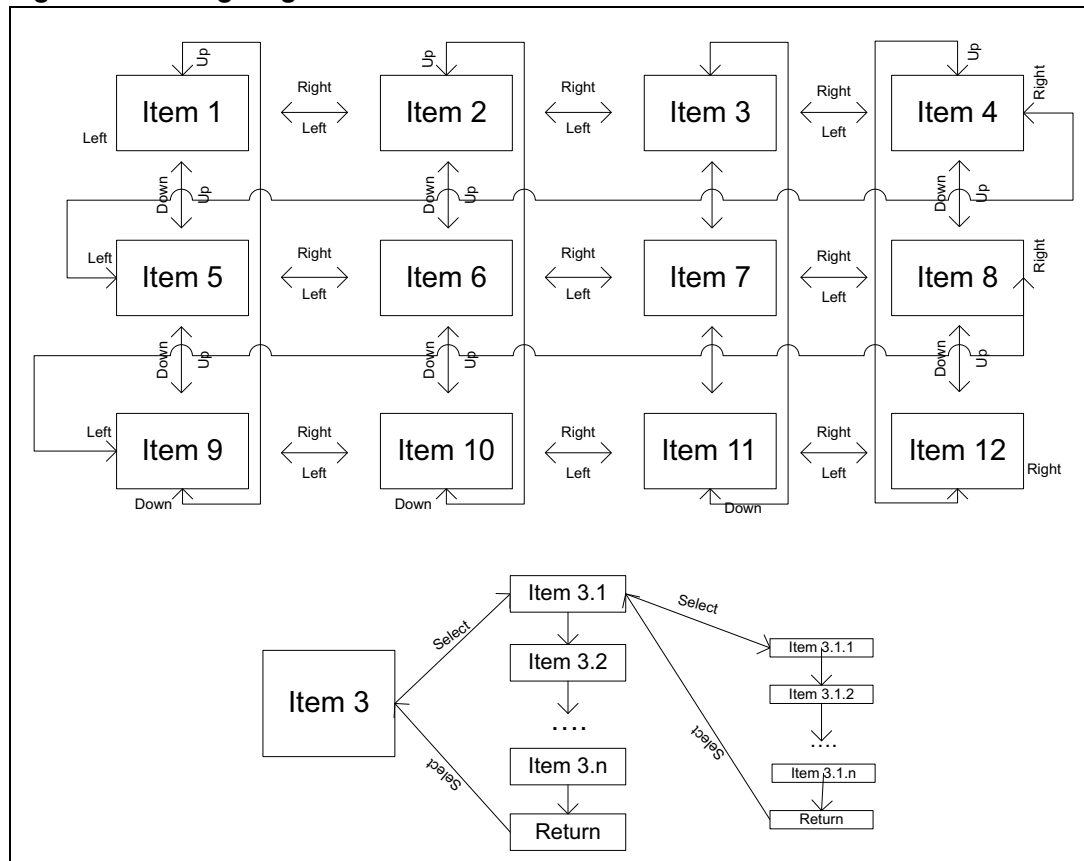 Up Up Up Up
Right Right Right Right
Item 1 Item 2 Item 3 Item 4
Left Left Left Left
Down Up Down Up Down Up
Right Right Right Right
Left Item 5 Item 6 Item 7 Item 8
Left Left Left
Down Up Down Up Down Up
Right Right Right
Left Item 9 Item 10 Item 11 Item 12
Left Left Left Right
Down Down Down
Item 3.1
Select Select
Item 3.2 Item 3.1.1
Item 3 Item 3.1.2
.... ....
Select Select
Item 3.n Item 3.1.n
Return Return